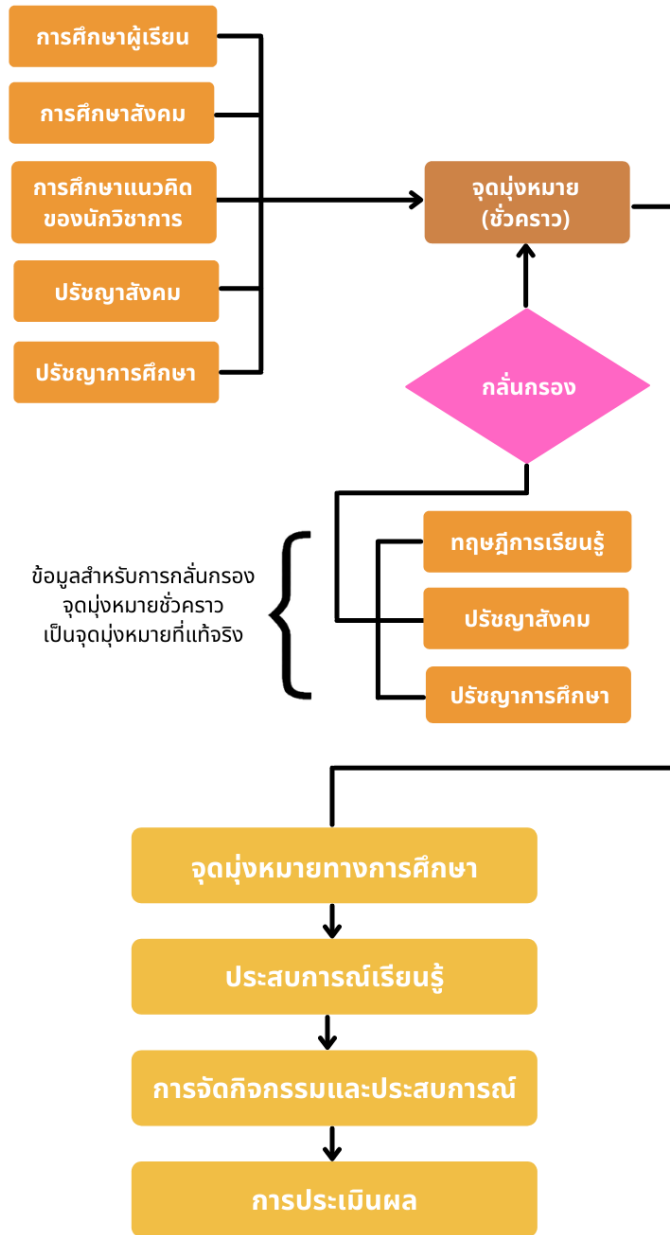 การศึกษาผู้เรียน
การศึกษาสังคม
การศึกษาแนวคิด
ของนักวิชาการ
ปรัชญาสังคม
ปรัชญาการศึกษา
จุดมุ่งหมาย
(ชั่วคราว)
กลั่นกรอง
ข้อมูลสำหรับการกลั่นกรอง
จุดมุ่งหมายชั่วคราว
เป็นจุดมุ่งหมายที่แท้จริง
ทฤษฎีการเรียนรู้
ปรัชญาสังคม
ปรัชญาการศึกษา
จุดมุ่งหมายทางการศึกษา
ประสบการณ์เรียนรู้
การจัดกิจกรรมและประสบการณ์
การประเมินผล